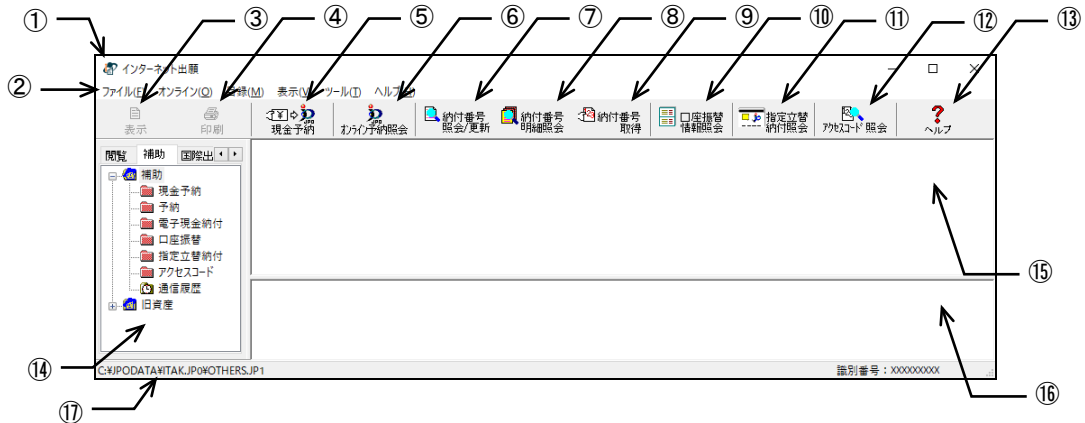 ① ③ ④ ⑤ ⑥ ⑦ ⑧ ⑨ ⑩ ⑪ ⑫ ⑬
インターネット出願
②
ファイル(F) オンライン(O) 登録(M) 表示(V) ツール(T) ヘルプ(H)
表示
印刷
現金予納
オンライン予納照会
納付番号
照会/更新
納付番号
明細照会
納付番号
取得
口座振替
情報照会
指定立替
納付照会
アクセスコード 照会
ヘルプ
閲覧 補助 国際出
補助
現金予納
予納
電子現金納付
口座振替
指定立替納付
アクセスコード
通信履歴
旧資産
⑮
⑭
⑯
C:¥JPODATA¥ITAK.JP0¥OTHERS.JP1
識別番号：XXXXXXXXX
⑰